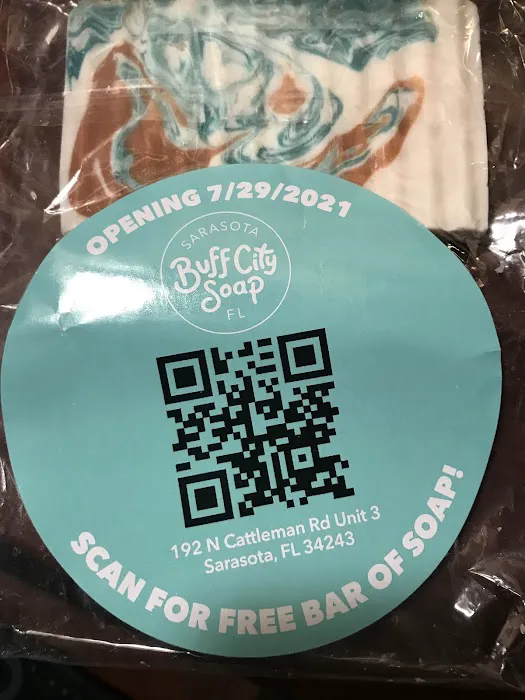 OPENING 7/29/2021
SARASOTA
Buff City
Soap
FL
192 N Cattleman Rd Unit 3
Sarasota, FL 34243
SCAN FOR FREE BAR OF SOAP!